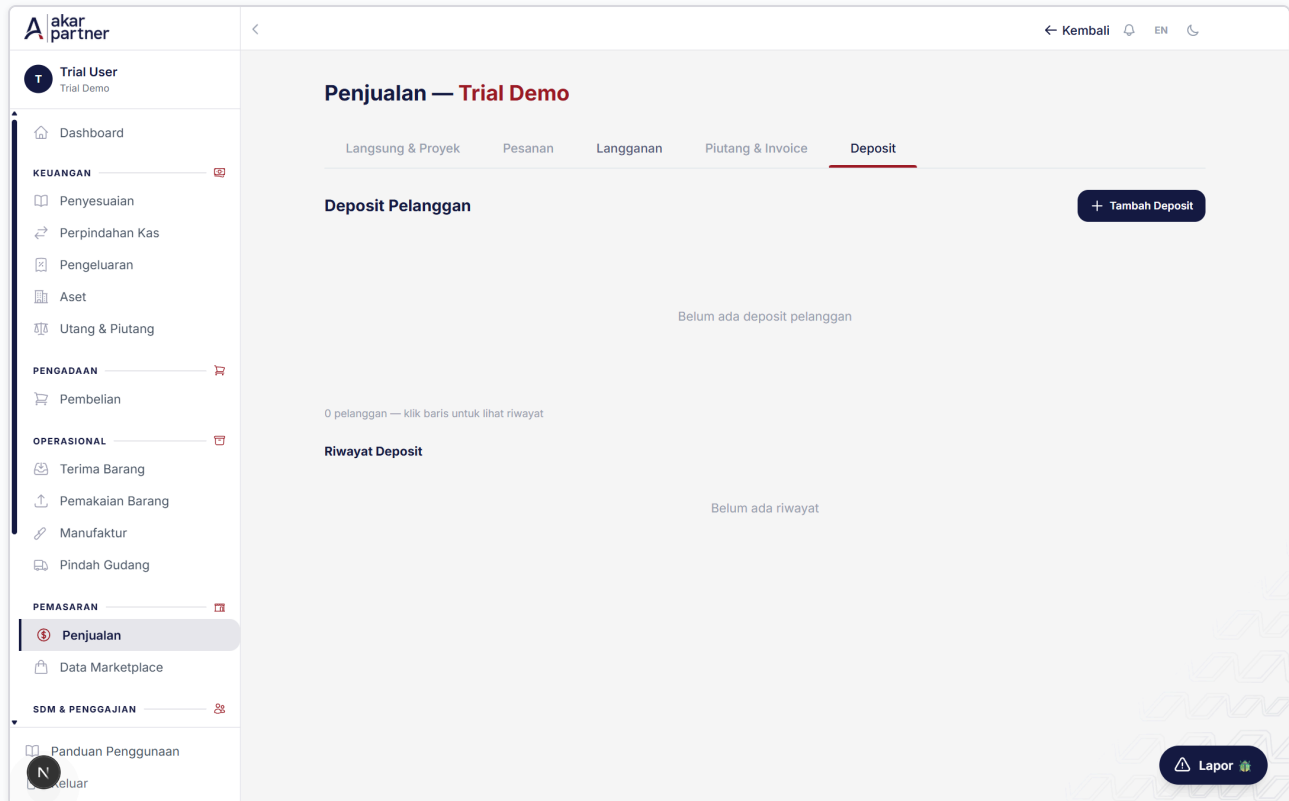 akar
partner
Kembali
EN
T
Trial User
Trial Demo
Dashboard
KEUANGAN
Penyesuaian
Perpindahan Kas
Pengeluaran
Aset
Utang & Piutang
PENGADAAN
Pembelian
OPERASIONAL
Terima Barang
Pemakaian Barang
Manufaktur
Pindah Gudang
PEMASARAN
Penjualan
Data Marketplace
SDM & PENGGAJIAN
Panduan Penggunaan
N
eluar
Penjualan — Trial Demo
Langsung & Proyek
Pesanan
Langganan
Piutang & Invoice
Deposit
Deposit Pelanggan
+ Tambah Deposit
Belum ada deposit pelanggan
0 pelanggan — klik baris untuk lihat riwayat
Riwayat Deposit
Belum ada riwayat
Lapor